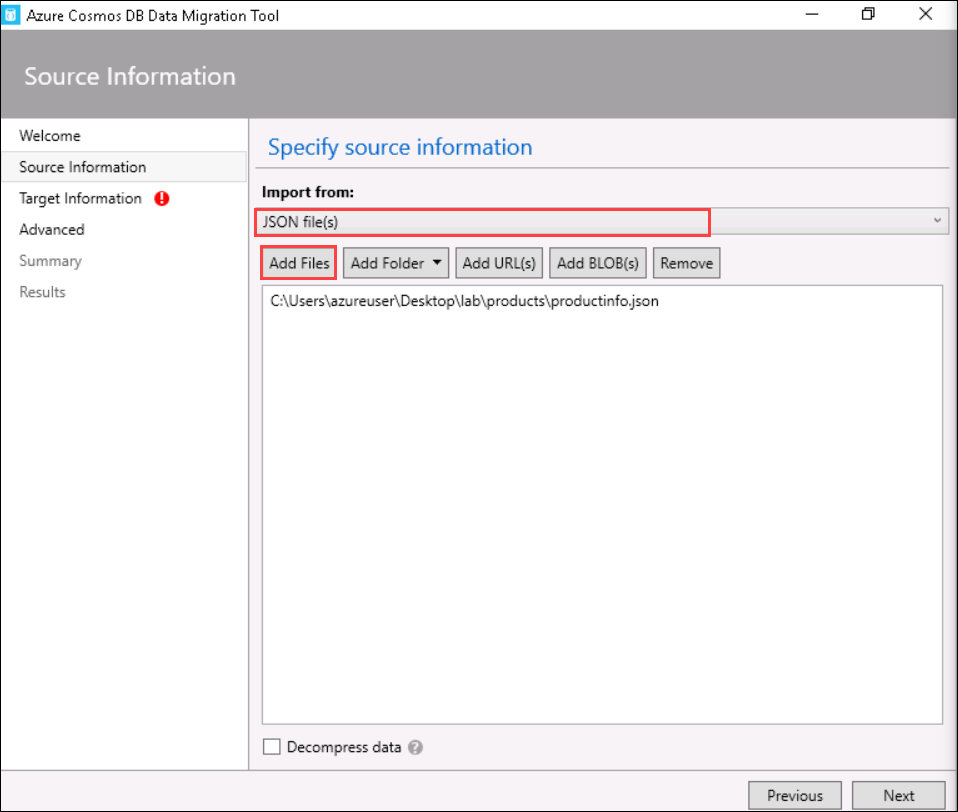 Azure Cosmos DB Data Migration Tool
Source Information
Welcome
Source Information
Target Information
Advanced
Summary
Results
Specify source information
Import from:
JSON file(s)
Add Files Add Folder Add URL(s) Add BLOB(s) Remove
C:\Users\azureuser\Desktop\lab\products\productinfo.json
Decompress data ?
Previous Next